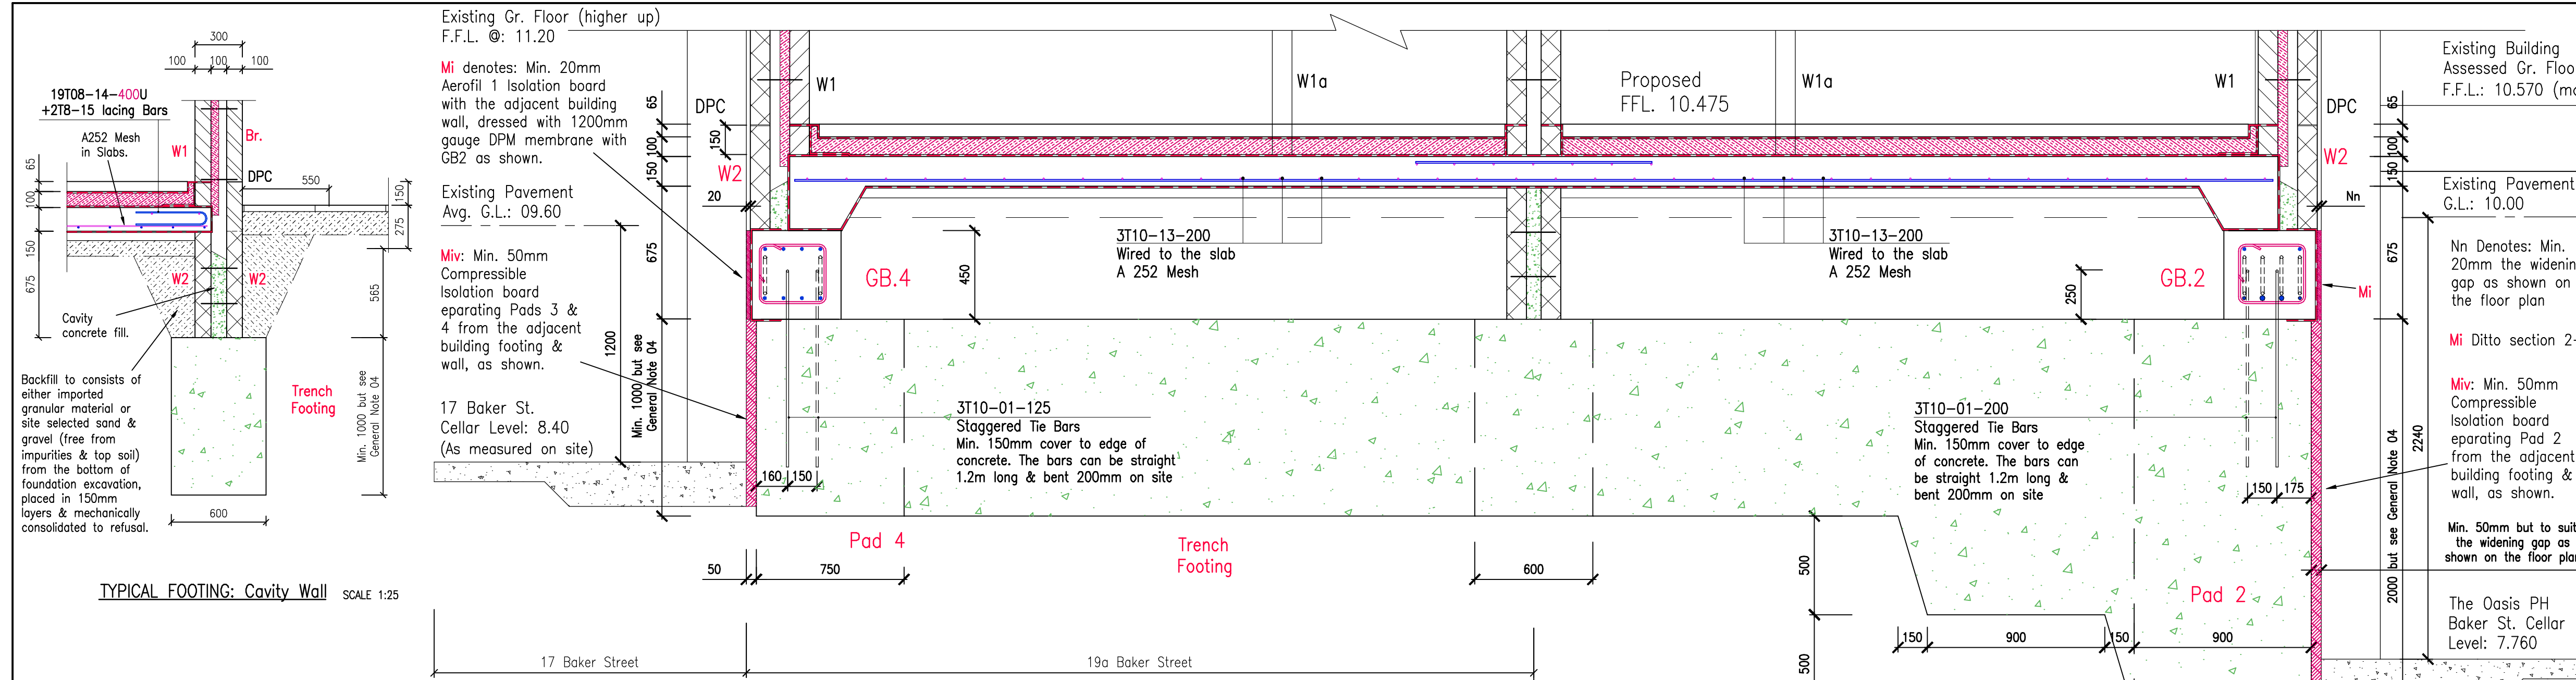 300
100 100 100
19T08-14-400U
+2T8-15 lacing Bars
A252 Mesh
in Slabs.
W1
Br.
DPC
550
65
100
150
675
150
275
565
W2
W2
Cavity
concrete fill.
Backfill to consists of
either imported
granular material or
site selected sand &
gravel (free from
impurities & top soil)
from the bottom of
foundation excavation,
placed in 150mm
layers & mechanically
consolidated to refusal.
Trench
Footing
Min. 1000 but see
General Note 04
600
TYPICAL FOOTING: Cavity Wall SCALE 1:25
Existing Gr. Floor (higher up)
F.F.L. @: 11.20
Mi denotes: Min. 20mm
Aerofil 1 Isolation board
with the adjacent building
wall, dressed with 1200mm
gauge DPM membrane with
GB2 as shown.
Existing Pavement
Avg. G.L.: 09.60
Miv: Min. 50mm
Compressible
Isolation board
eparating Pads 3 &
4 from the adjacent
building footing &
wall, as shown.
17 Baker St.
Cellar Level: 8.40
(As measured on site)
65
100
150
675
DPC
150
W2
20
1200
Min. 1000 but see
General Note 04
W1
W1a
Proposed
FFL. 10.475
W1a
W1
3T10-13-200
Wired to the slab
A 252 Mesh
3T10-13-200
Wired to the slab
A 252 Mesh
GB.4
450
GB.2
250
3T10-01-125
Staggered Tie Bars
Min. 150mm cover to edge of
concrete. The bars can be straight
1.2m long & bent 200mm on site
160 150
3T10-01-200
Staggered Tie Bars
Min. 150mm cover to edge
of concrete. The bars can
be straight 1.2m long &
bent 200mm on site
150 175
Pad 4
Trench
Footing
50 750
600
500
500
150 900 150 900
Pad 2
17 Baker Street
19a Baker Street
DPC
W2
Nn
Mi
65
100
150
675
2000 but see General Note 04
2240
Existing Building
Assessed Gr. Floo
F.F.L.: 10.570 (mo
Existing Pavement
G.L.: 10.00
Nn Denotes: Min.
20mm the widenin
gap as shown on
the floor plan
Mi Ditto section 2-
Miv: Min. 50mm
Compressible
Isolation board
eparating Pad 2
from the adjacent
building footing &
wall, as shown.
Min. 50mm but to suit
the widening gap as
shown on the floor plan
The Oasis PH
Baker St. Cellar
Level: 7.760